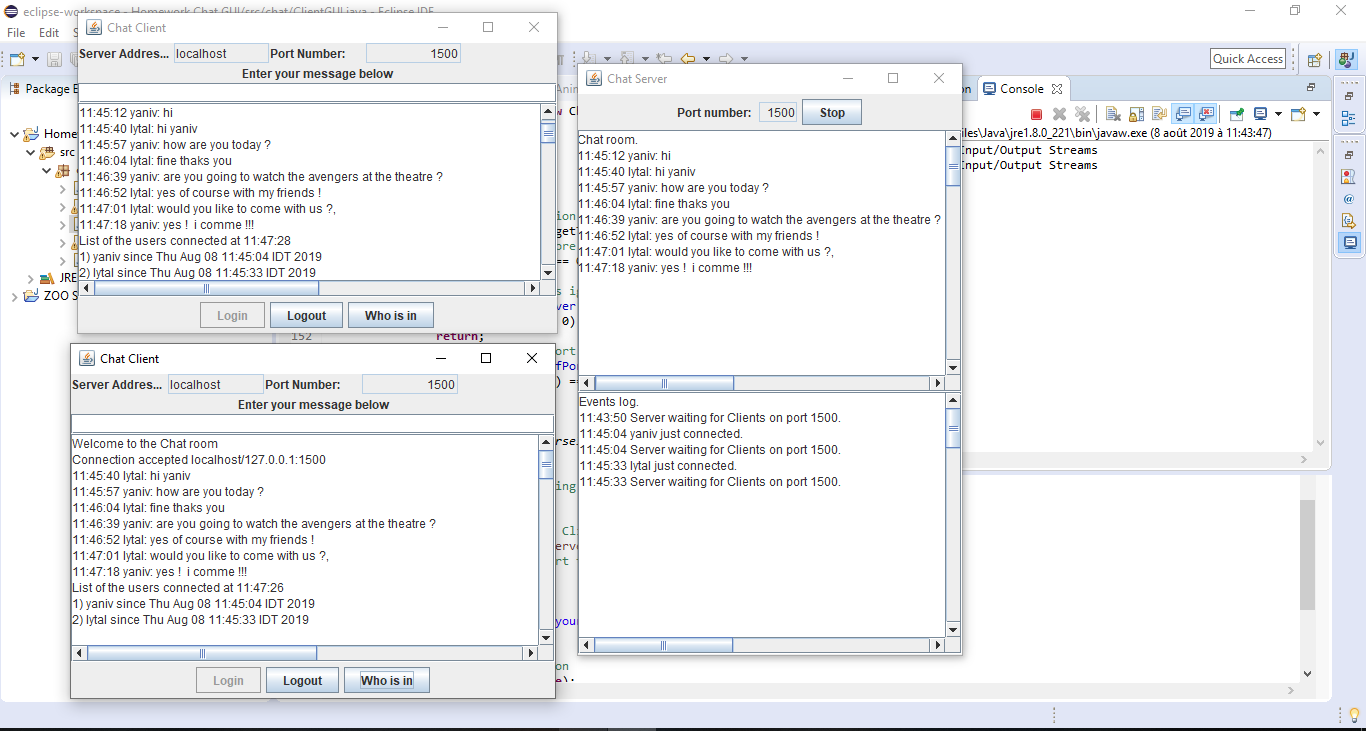 eclipse-workspace - Homework Chat GUI/src/chat/ClientGUI.java - Eclipse IDE
File Edit S
Quick Access
Package E
Home
src
JRE
ZOO S
Chat Client
Server Addres... localhost Port Number: 1500
Enter your message below
11:45:12 yaniv: hi
11:45:40 lytal: hi yaniv
11:45:57 yaniv: how are you today ?
11:46:04 lytal: fine thaks you
11:46:39 yaniv: are you going to watch the avengers at the theatre ?
11:46:52 lytal: yes of course with my friends !
11:47:01 lytal: would you like to come with us ?,
11:47:18 yaniv: yes ! i comme !!!
List of the users connected at 11:47:28
1) yaniv since Thu Aug 08 11:45:04 IDT 2019
2) lytal since Thu Aug 08 11:45:33 IDT 2019
Login Logout Who is in
152 return;
Chat Client
Server Addres... localhost Port Number: 1500
Enter your message below
Welcome to the Chat room
Connection accepted localhost/127.0.0.1:1500
11:45:40 lytal: hi yaniv
11:45:57 yaniv: how are you today ?
11:46:04 lytal: fine thaks you
11:46:39 yaniv: are you going to watch the avengers at the theatre ?
11:46:52 lytal: yes of course with my friends !
11:47:01 lytal: would you like to come with us ?,
11:47:18 yaniv: yes ! i comme !!!
List of the users connected at 11:47:26
1) yaniv since Thu Aug 08 11:45:04 IDT 2019
2) lytal since Thu Aug 08 11:45:33 IDT 2019
Login Logout Who is in
Chat Server
Port number: 1500 Stop
Chat room.
11:45:12 yaniv: hi
11:45:40 lytal: hi yaniv
11:45:57 yaniv: how are you today ?
11:46:04 lytal: fine thaks you
11:46:39 yaniv: are you going to watch the avengers at the theatre ?
11:46:52 lytal: yes of course with my friends !
11:47:01 lytal: would you like to come with us ?,
11:47:18 yaniv: yes ! i comme !!!
Events log.
11:43:50 Server waiting for Clients on port 1500.
11:45:04 yaniv just connected.
11:45:04 Server waiting for Clients on port 1500.
11:45:33 lytal just connected.
11:45:33 Server waiting for Clients on port 1500.
Console
iles\Java\jre1.8.0_221\bin\javaw.exe (8 août 2019 à 11:43:47)
Input/Output Streams
Input/Output Streams